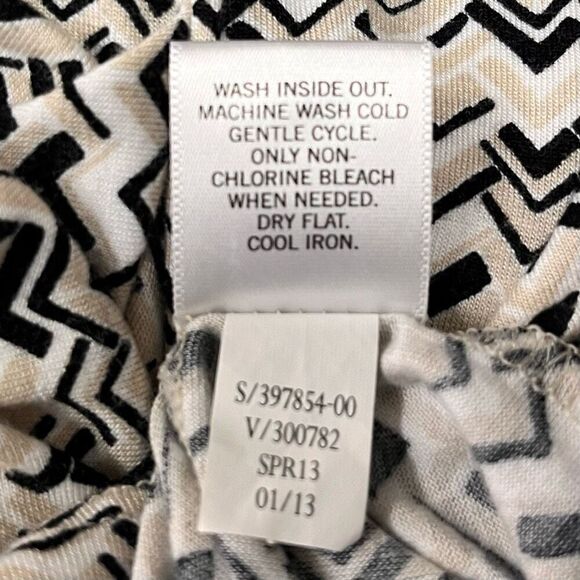 WASH INSIDE OUT.
MACHINE WASH COLD
GENTLE CYCLE.
ONLY NON-
CHLORINE BLEACH
WHEN NEEDED.
DRY FLAT.
COOL IRON.
S/397854-00
V/300782
SPR13
01/13